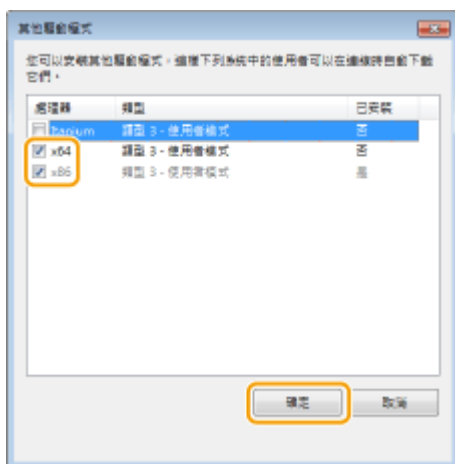 其他驅動程式
您可以安裝其他驅動程式，這樣下列系統中的使用者可以在連線時自動下載
它們。
處理器 類型 已安裝
Itanium 類型 3 - 使用者模式 否
x64 類型 3 - 使用者模式 否
x86 類型 3 - 使用者模式 是
確定 取消